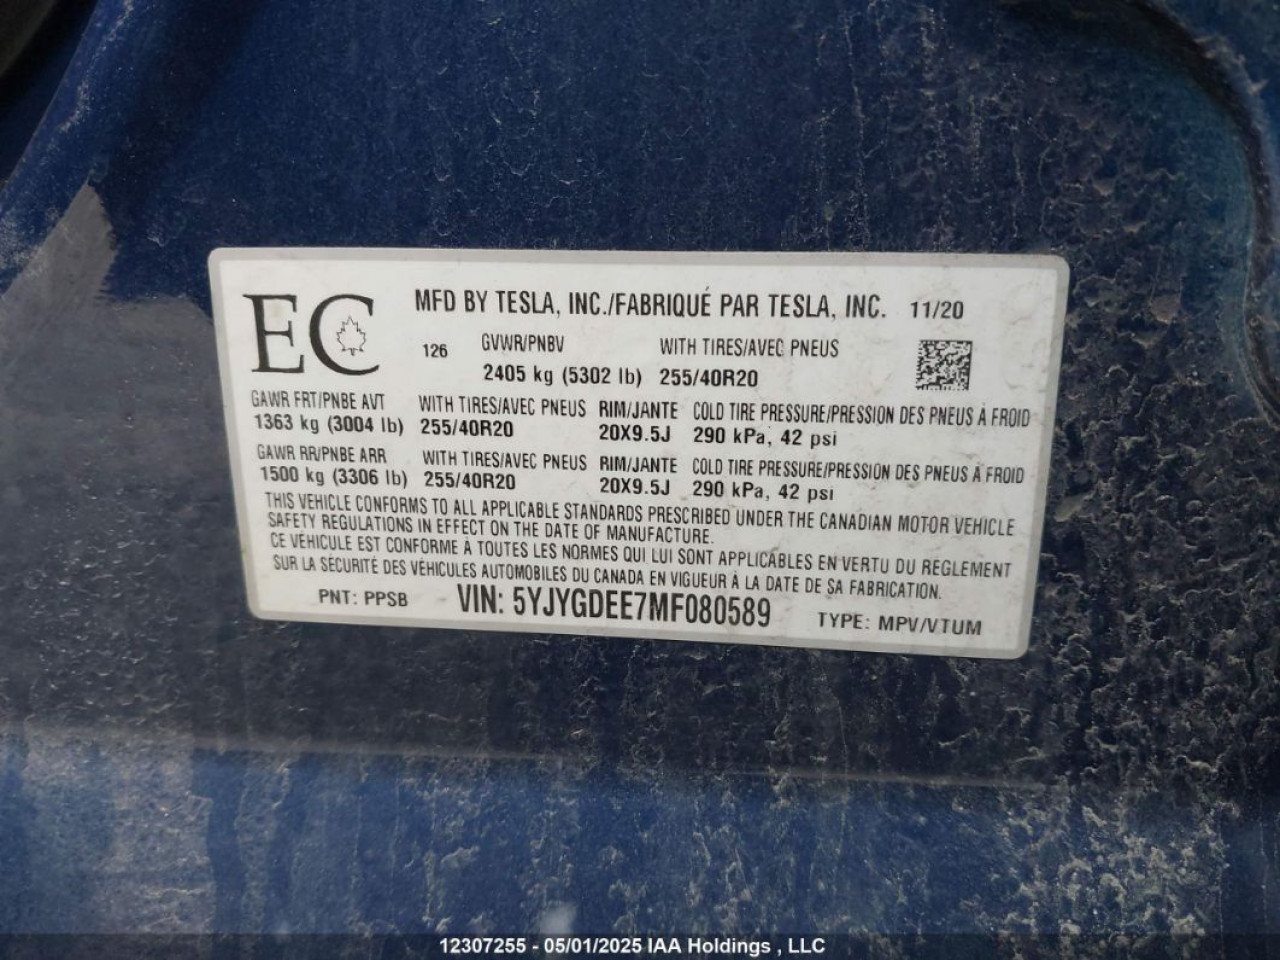 EC MFD BY TESLA, INC./FABRIQUÉ PAR TESLA, INC. 11/20
126 GVWR/PNBV WITH TIRES/AVEC PNEUS
2405 kg (5302 lb) 255/40R20
GAWR FRT/PNBE AVT WITH TIRES/AVEC PNEUS RIM/JANTE COLD TIRE PRESSURE/PRESSION DES PNEUS À FROID
1363 kg (3004 lb) 255/40R20 20X9.5J 290 kPa, 42 psi
GAWR RR/PNBE ARR WITH TIRES/AVEC PNEUS RIM/JANTE COLD TIRE PRESSURE/PRESSION DES PNEUS À FROID
1500 kg (3306 lb) 255/40R20 20X9.5J 290 kPa, 42 psi
THIS VEHICLE CONFORMS TO ALL APPLICABLE STANDARDS PRESCRIBED UNDER THE CANADIAN MOTOR VEHICLE
SAFETY REGULATIONS IN EFFECT ON THE DATE OF MANUFACTURE.
CE VÉHICULE EST CONFORME À TOUTES LES NORMES QUI LUI SONT APPLICABLES EN VERTU DU RÈGLEMENT
SUR LA SÉCURITÉ DES VÉHICULES AUTOMOBILES DU CANADA EN VIGUEUR À LA DATE DE SA FABRICATION.
PNT: PPSB VIN: 5YJYGDEE7MF080589 TYPE: MPV/VTUM
12307255 - 05/01/2025 IAA Holdings , LLC